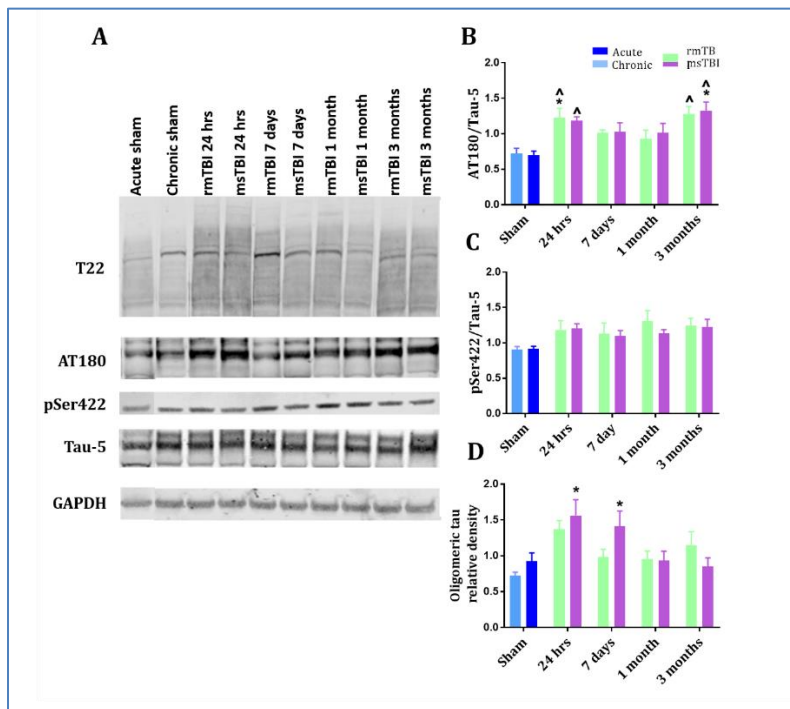 A
Acute sham
Chronic sham
rmTBI 24 hrs
msTBI 24 hrs
rmTBI 7 days
msTBI 7 days
rmTBI 1 month
msTBI 1 month
rmTBI 3 months
msTBI 3 months
T22
AT180
pSer422
Tau-5
GAPDH
B
Acute
Chronic
rmTB
msTBI
AT180/Tau-5
2.0
1.5
1.0
0.5
0.0
^
*
^
^
^
*
Sham
24 hrs
7 days
1 month
3 months
C
pSer422/Tau-5
2.0
1.5
1.0
0.5
0.0
Sham
24 hrs
7 day
1 month
3 months
D
Oligomeric tau
relative density
2.0
1.5
1.0
0.5
0.0
*
*
Sham
24 hrs
7 days
1 month
3 months